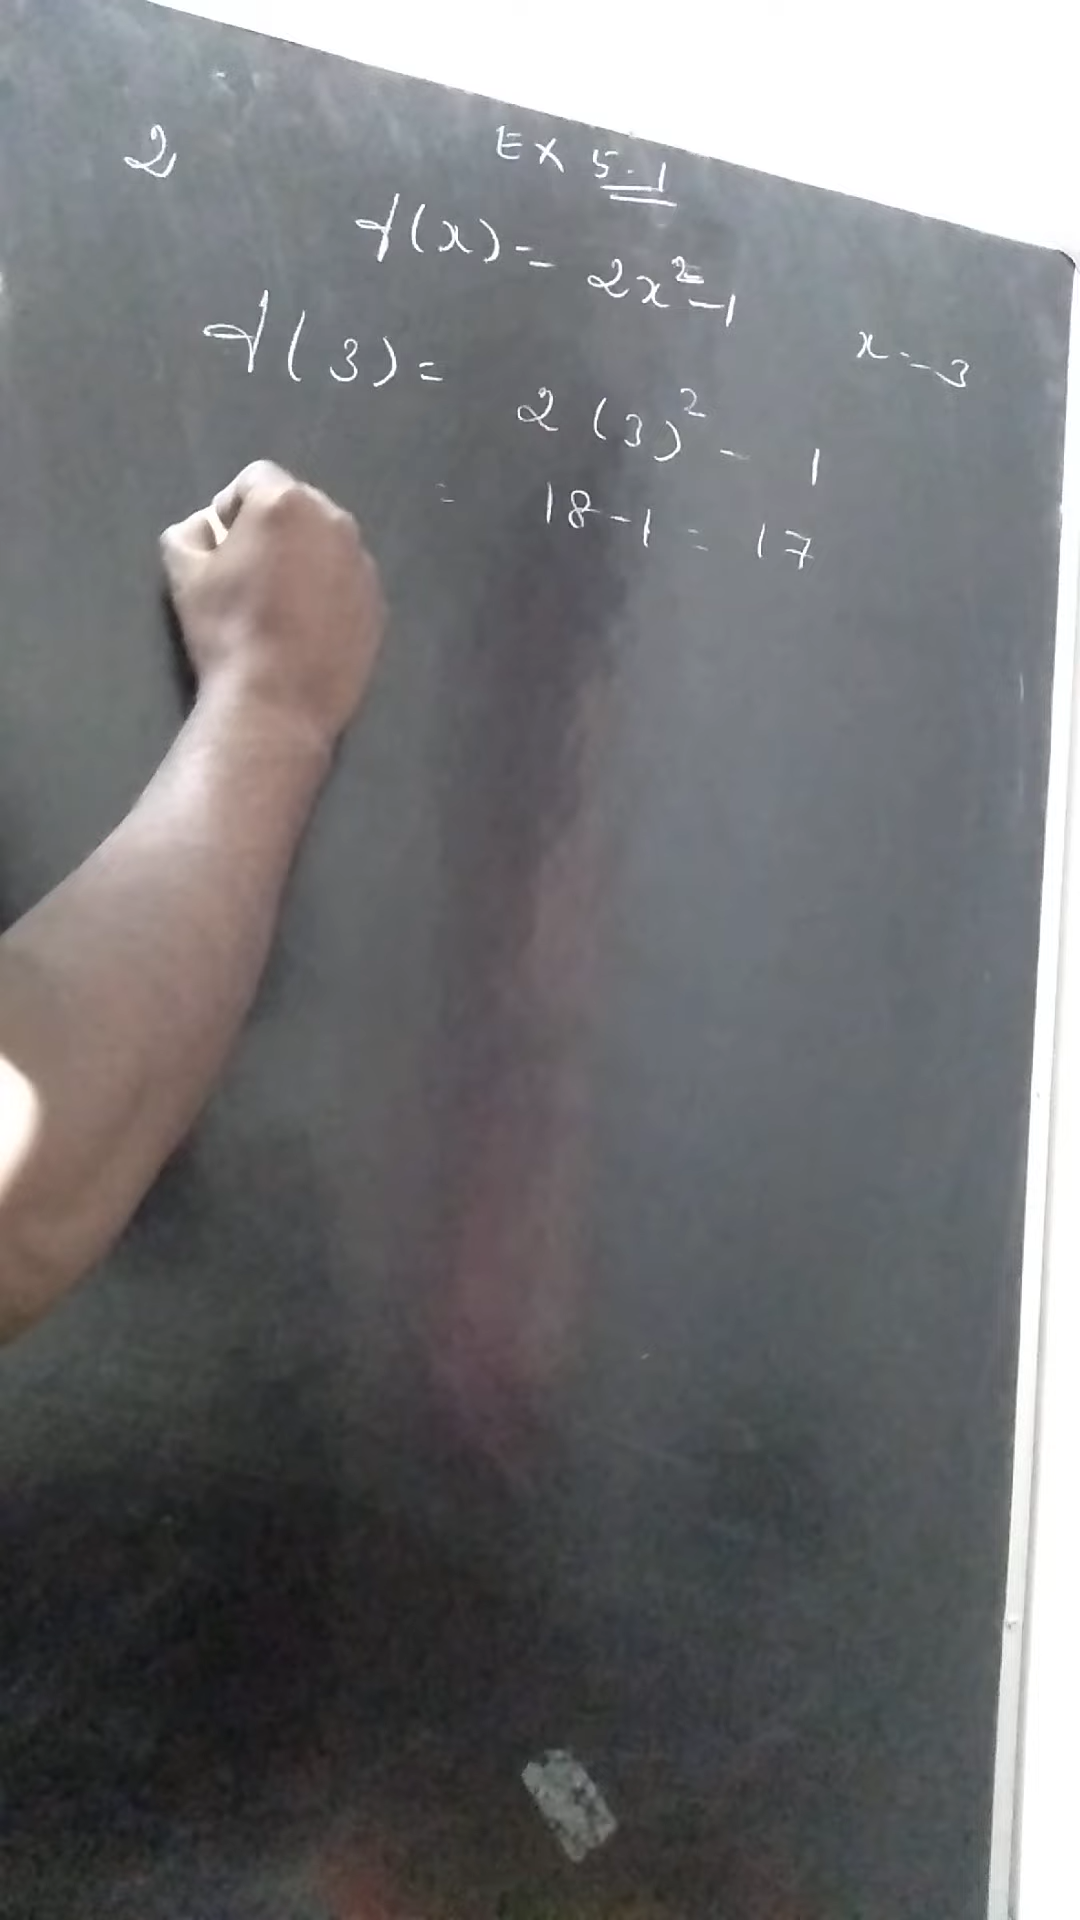 EX 5.1
2
f(x) = 2x²-1
x = 3
f(3) = 2(3)² - 1
= 18-1 = 17